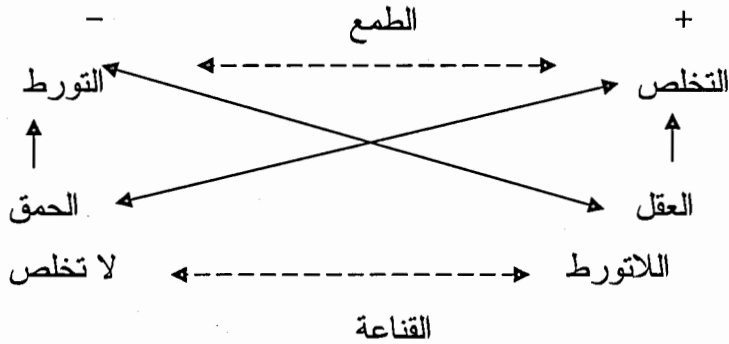 + الطمع –
التخلص التورط
العقل الحمق
اللاتورط لا تخلص
القناعة